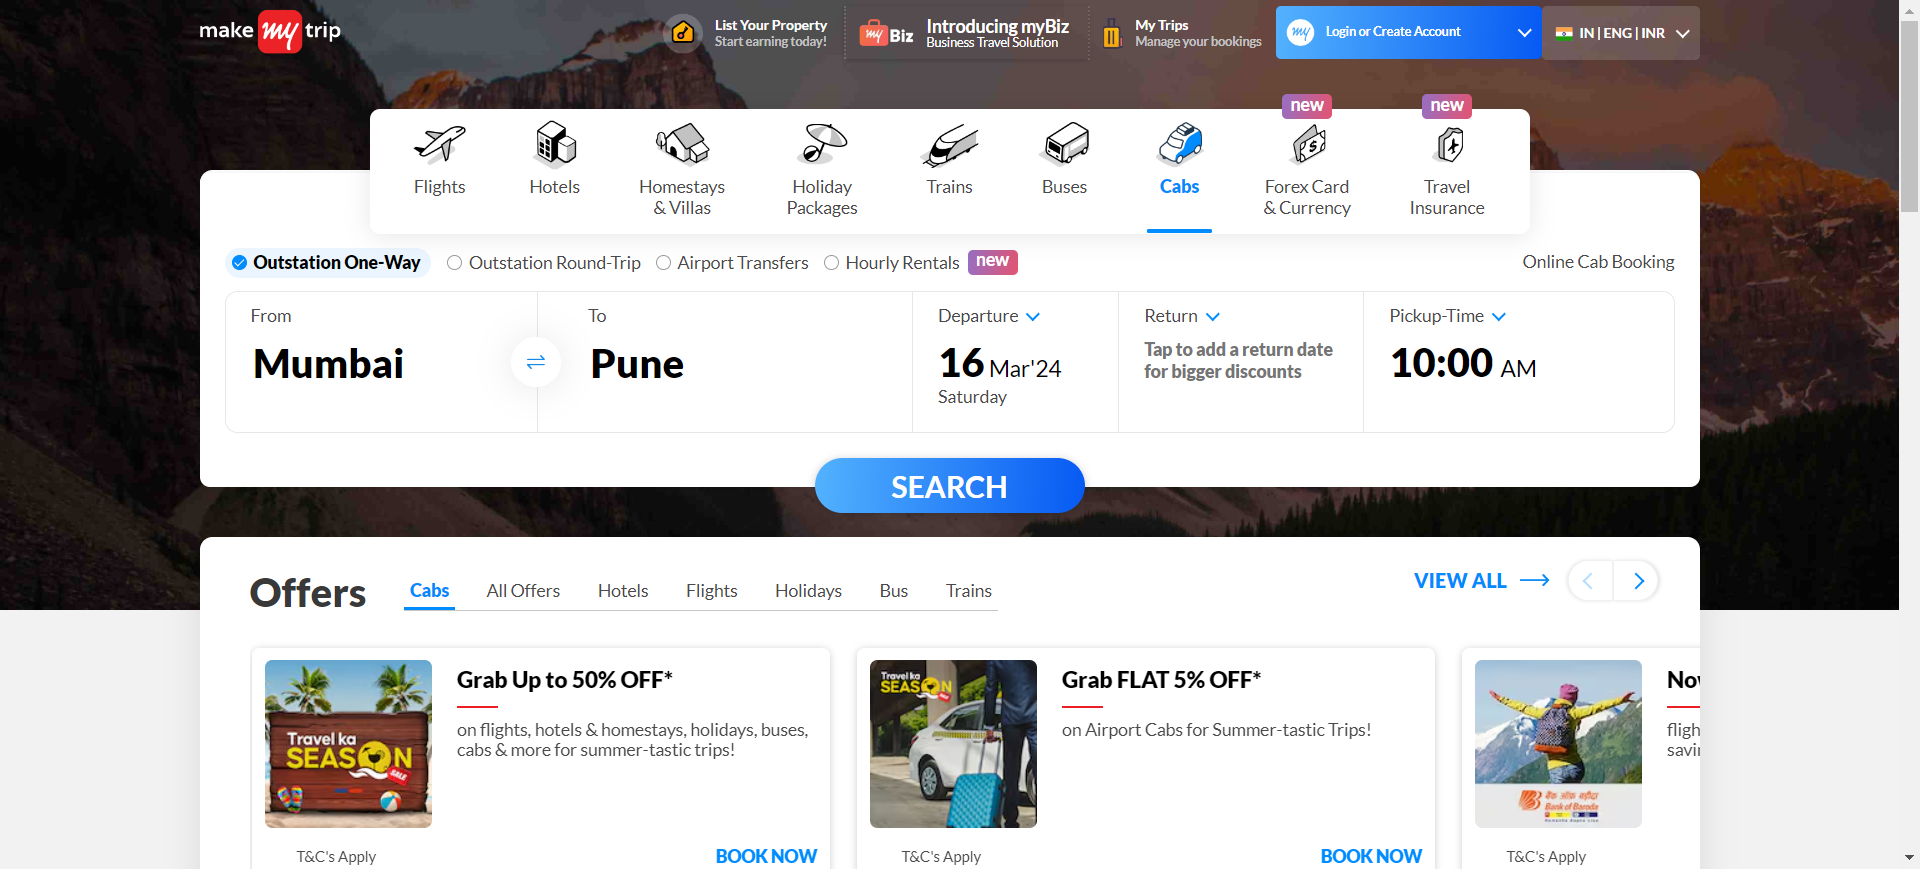 make my trip
List Your Property
Start earning today!
my Biz
Introducing myBiz
Business Travel Solution
My Trips
Manage your bookings
my
Login or Create Account
IN | ENG | INR
new
new
Flights
Hotels
Homestays
& Villas
Holiday
Packages
Trains
Buses
Cabs
Forex Card
& Currency
Travel
Insurance
Outstation One-Way
Outstation Round-Trip
Airport Transfers
Hourly Rentals
new
Online Cab Booking
From
Mumbai
To
Pune
Departure
16 Mar'24
Saturday
Return
Tap to add a return date
for bigger discounts
Pickup-Time
10:00 AM
SEARCH
Offers
Cabs
All Offers
Hotels
Flights
Holidays
Bus
Trains
VIEW ALL
Travel ka
SEASON
SALE
Grab Up to 50% OFF*
on flights, hotels & homestays, holidays, buses,
cabs & more for summer-tastic trips!
T&C's Apply
BOOK NOW
Travel ka
SEASON
Grab FLAT 5% OFF*
on Airport Cabs for Summer-tastic Trips!
T&C's Apply
BOOK NOW
बैंक ऑफ़ बड़ौदा
Bank of Baroda
T&C's Apply